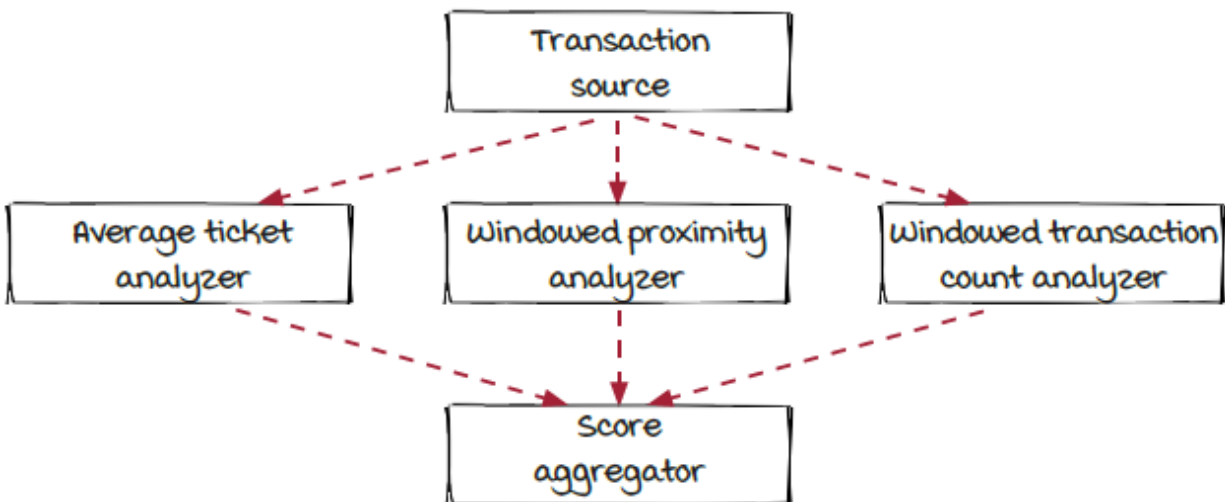 Transaction
source
Average ticket
analyzer
Windowed proximity
analyzer
Windowed transaction
count analyzer
Score
aggregator